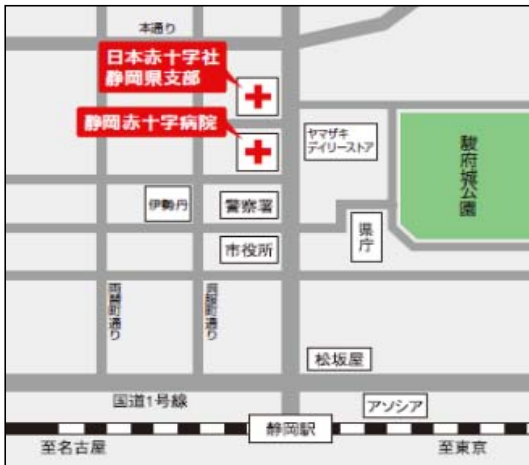 本通り
日本赤十字社
静岡県支部
静岡赤十字病院
ヤマザキ
デイリーストア
駿府城公園
伊勢丹
警察署
県庁
市役所
両替町通り
呉服町通り
松坂屋
国道1号線
アソシア
静岡駅
至名古屋
至東京